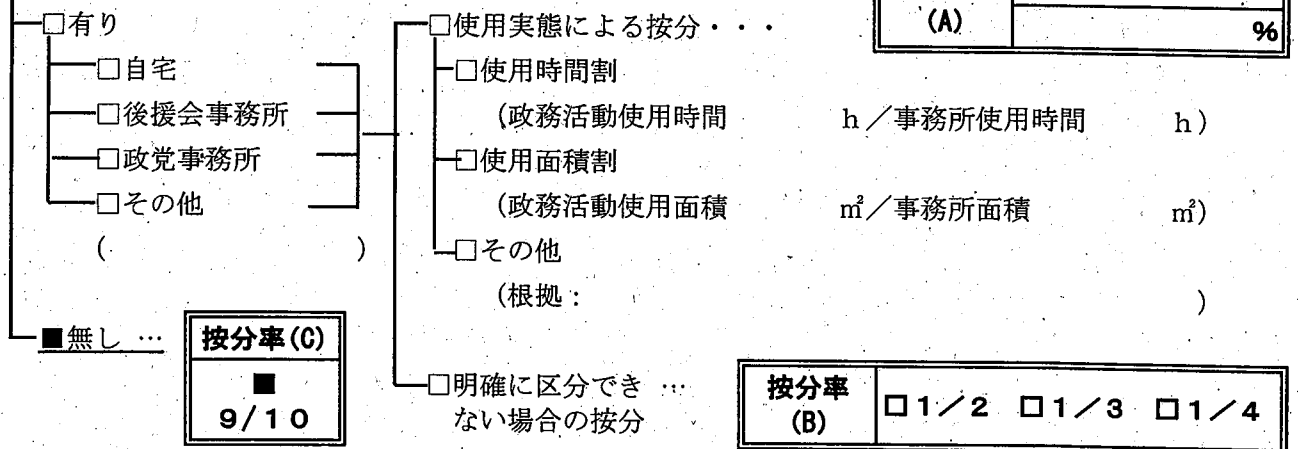 □有り
□自宅
□後援会事務所
□政党事務所
□その他
( )
■無し …
按分率(C)
■
9/10
□使用実態による按分・・・
(A)
%
□使用時間割
(政務活動使用時間 h/事務所使用時間 h)
□使用面積割
(政務活動使用面積 ㎡/事務所面積 ㎡)
□その他
(根拠: )
□明確に区分でき …
ない場合の按分
按分率
(B)
□1/2 □1/3 □1/4